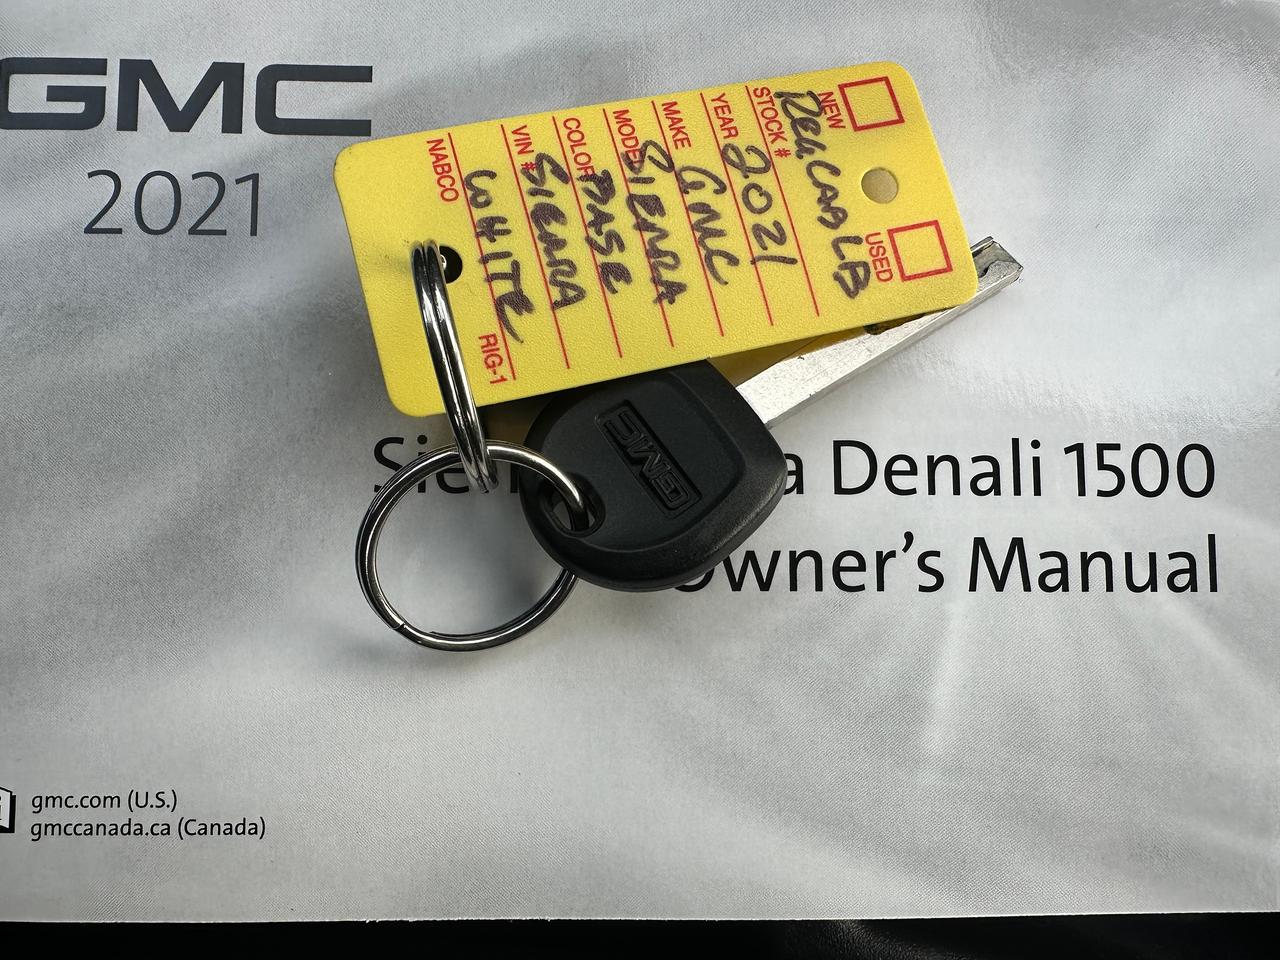 GMC
2021
NEW
USED
STOCK # Reg CAB LB
YEAR 2021
MAKE GMC
MODEL SIERRA
COLOR BASE
VIN # SIERRA
WHITE
NABCO RIG-1
GMC
Sie a Denali 1500
Owner's Manual
i
gmc.com (U.S.)
gmccanada.ca (Canada)